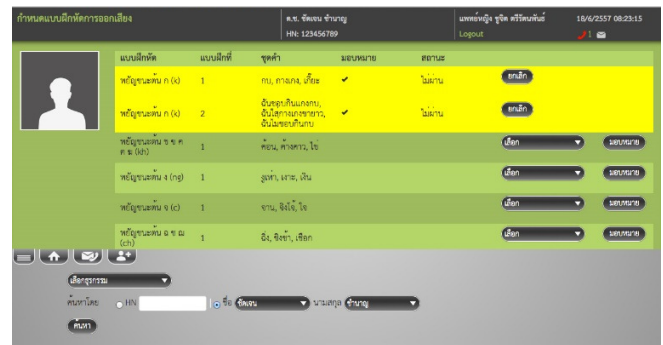 กำหนดแบบฝึกหัดการออกเสียง
ด.ช. ชัดเจน ชำนาญ
HN: 123456789
แพทย์หญิง ชูจิต ตรีรัตนพันธ์
Logout
18/6/2557 08:23:15
1
แบบฝึกหัด แบบฝึกที่ ชุดคำ มอบหมาย สถานะ
พยัญชนะต้น ก (k) 1 กบ, กางเกง, เกี๊ยะ ✔ ไม่ผ่าน ยกเลิก
พยัญชนะต้น ก (k) 2 ฉันชอบกินแกงกบ, ฉันใส่กางเกงขายาว, ฉันไม่ชอบกินกบ ✔ ไม่ผ่าน ยกเลิก
พยัญชนะต้น ข ช ค
ฅ ฆ (kh) 1 ค้อน, ค้างคาว, ไข่ เลือก มอบหมาย
พยัญชนะต้น ง (ng) 1 งูเห่า, เงาะ, เงิน เลือก มอบหมาย
พยัญชนะต้น จ (c) 1 จาน, จิงโจ้, ใจ เลือก มอบหมาย
พยัญชนะต้น ฉ ช ฌ
(ch) 1 ฉิ่ง, ชิงช้า, เชือก เลือก มอบหมาย
เลือกธุรกรรม
ค้นหาโดย HN ชื่อ ชัดเจน นามสกุล ชำนาญ
ค้นหา